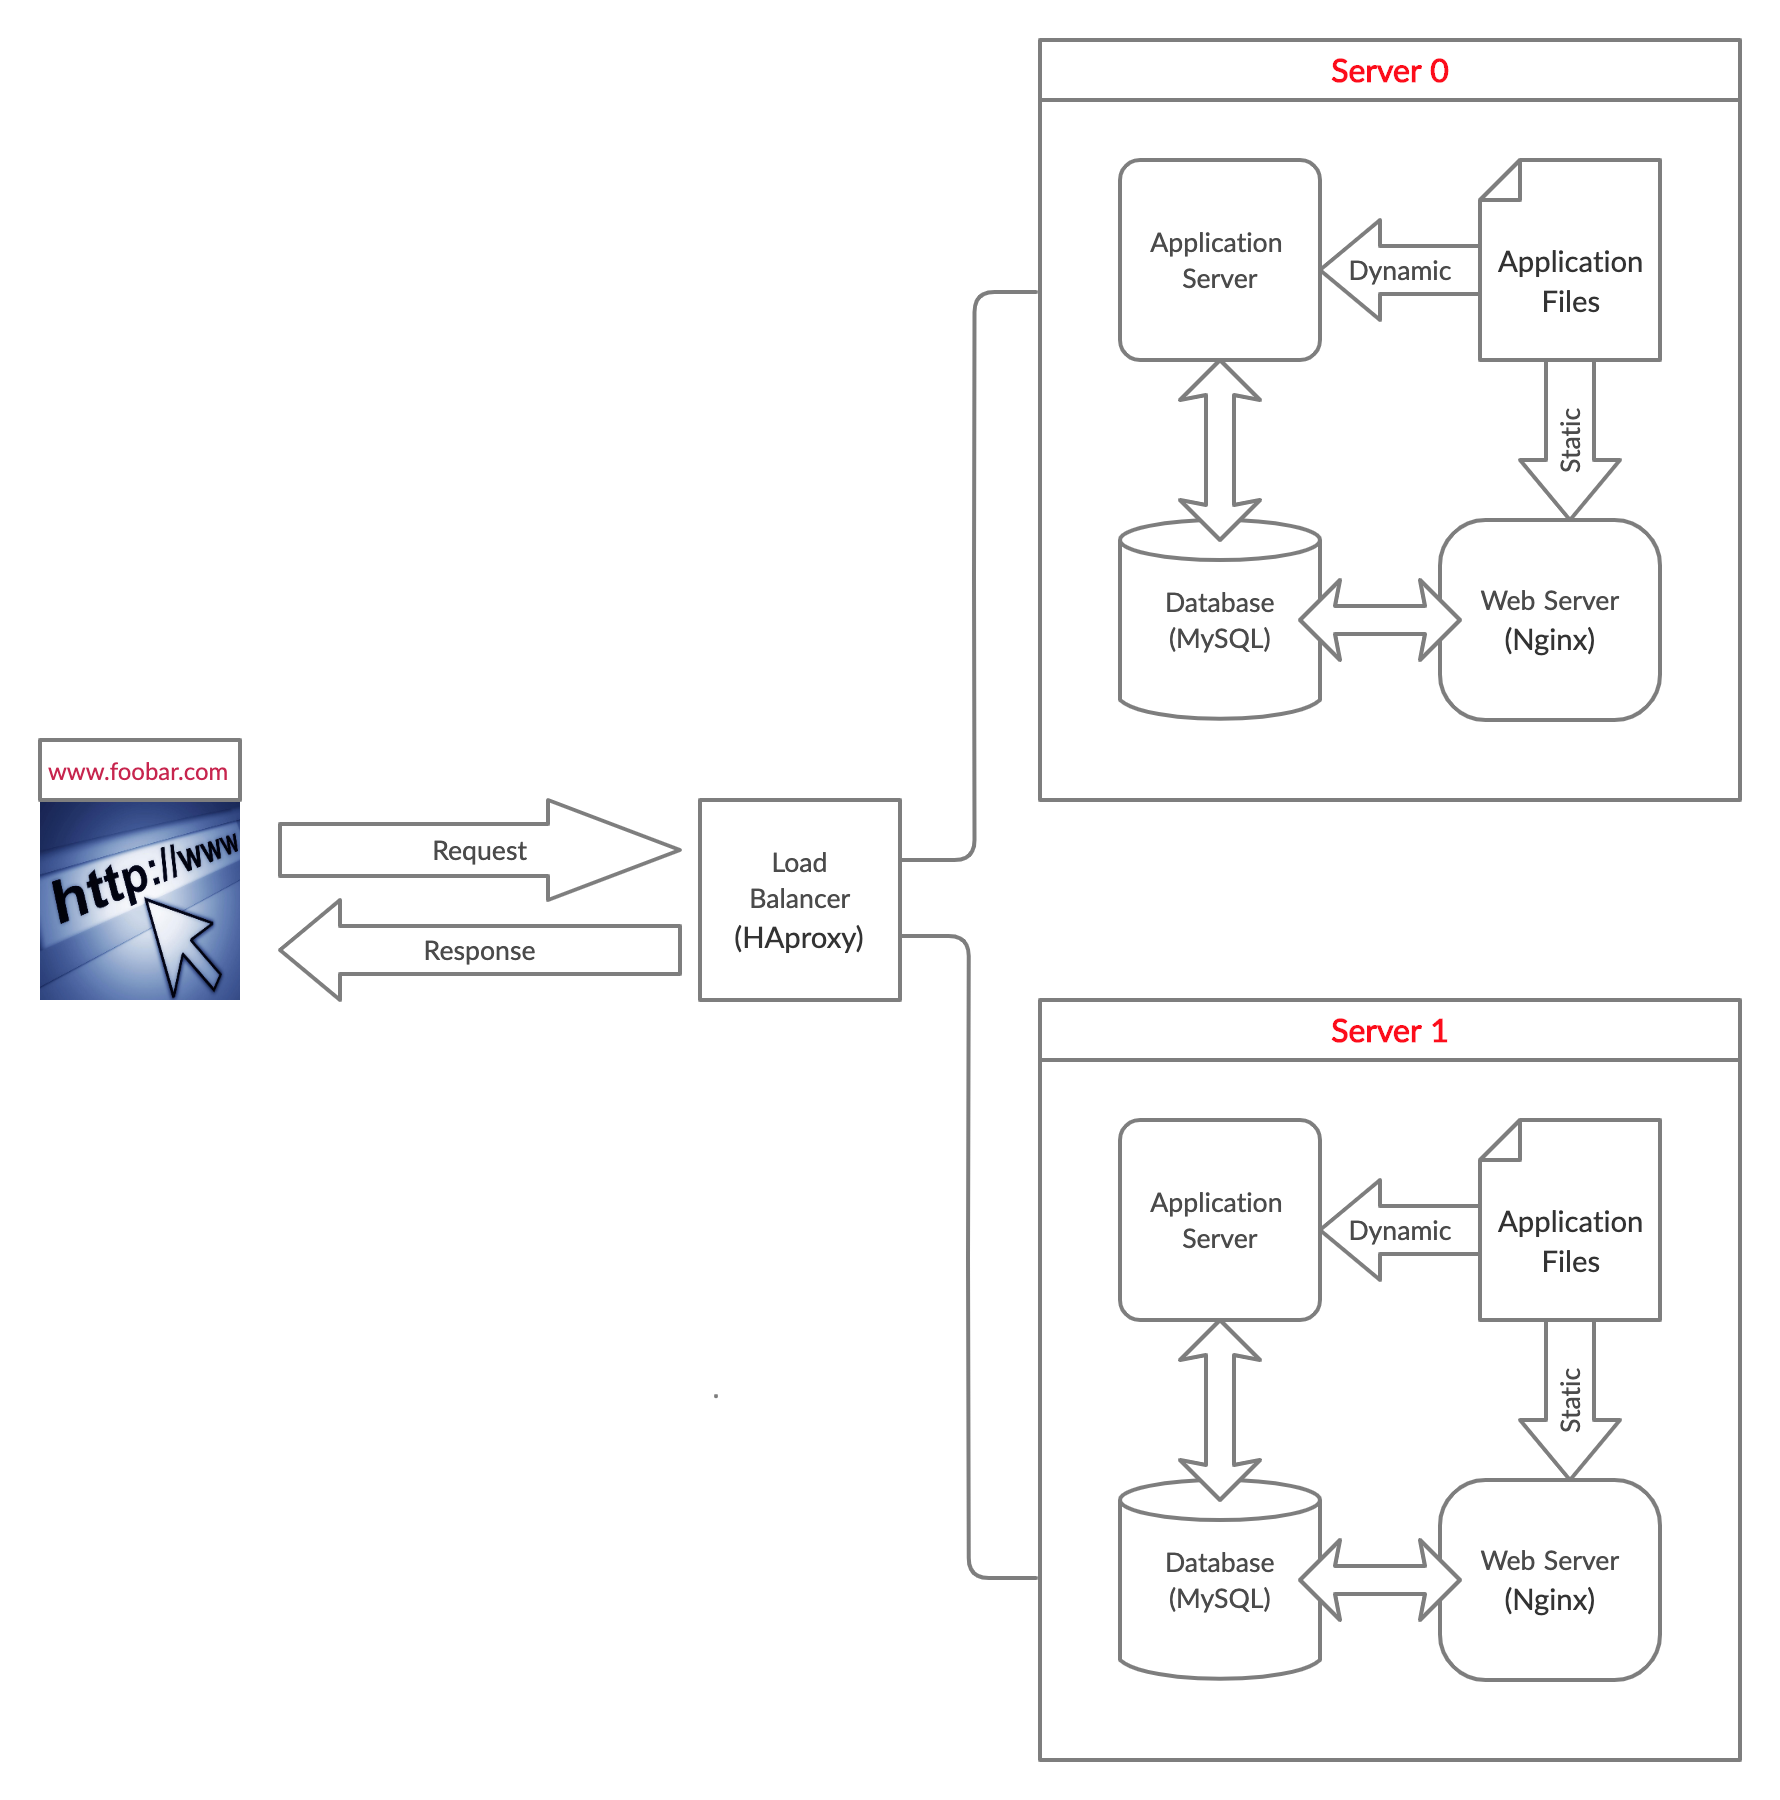 Server 0
Application
Server
Dynamic
Application
Files
Static
Database
(MySQL)
Web Server
(Nginx)
www.foobar.com
http://www
Request
Response
Load
Balancer
(HAproxy)
Server 1
Application
Server
Dynamic
Application
Files
Static
Database
(MySQL)
Web Server
(Nginx)